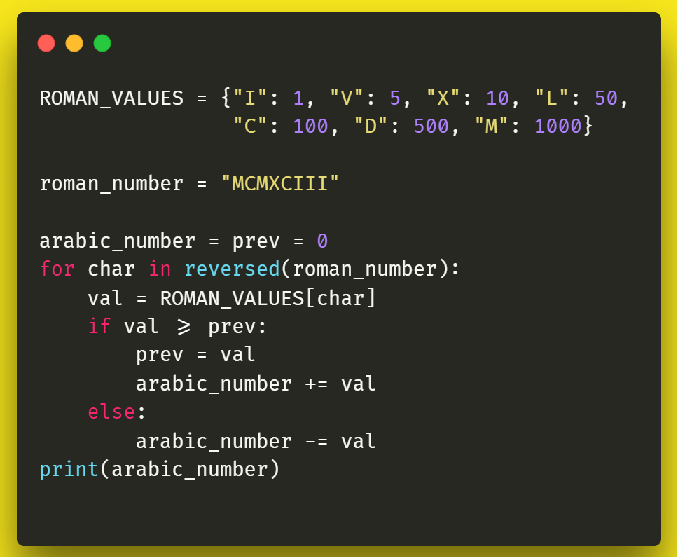 ROMAN_VALUES = {"I": 1, "V": 5, "X": 10, "L": 50,
                "C": 100, "D": 500, "M": 1000}

roman_number = "MCMXCIII"

arabic_number = prev = 0
for char in reversed(roman_number):
    val = ROMAN_VALUES[char]
    if val >= prev:
        prev = val
        arabic_number += val
    else:
        arabic_number -= val
print(arabic_number)